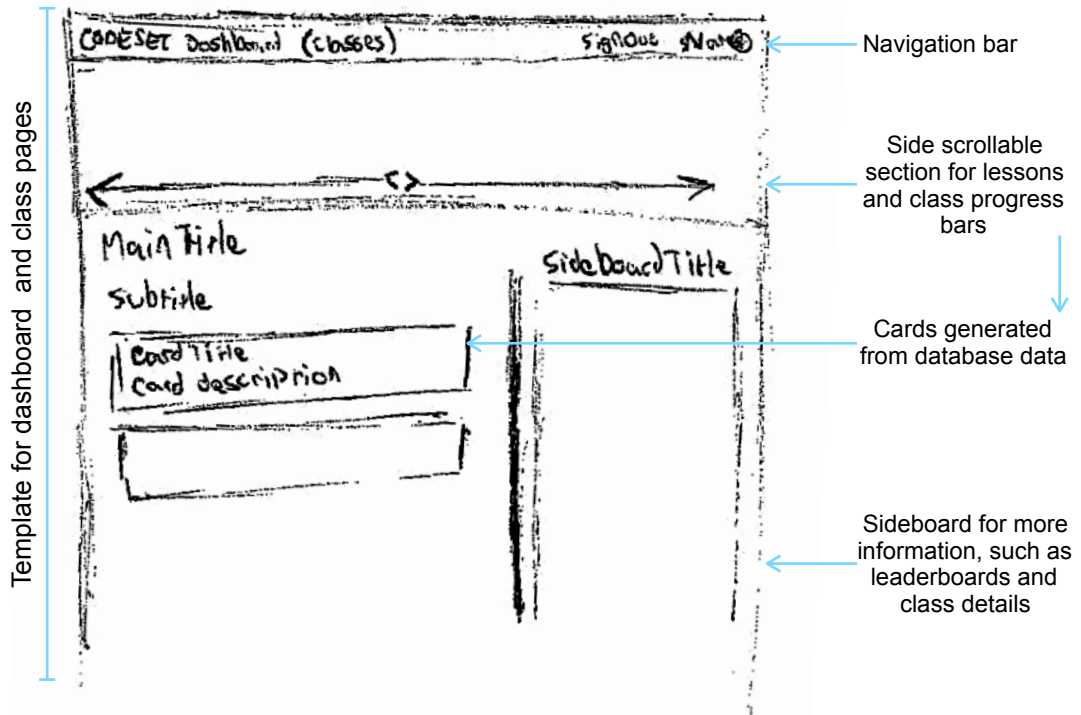 CODESET Dashboard (classes) SignOut
Navigation bar
Side scrollable
section for lessons
and class progress
bars
< >
Main Title
SideBoardTitle
Subtitle
Card Title
Card description
Cards generated
from database data
Sideboard for more
information, such as
leaderboards and
class details
Template for dashboard and class pages